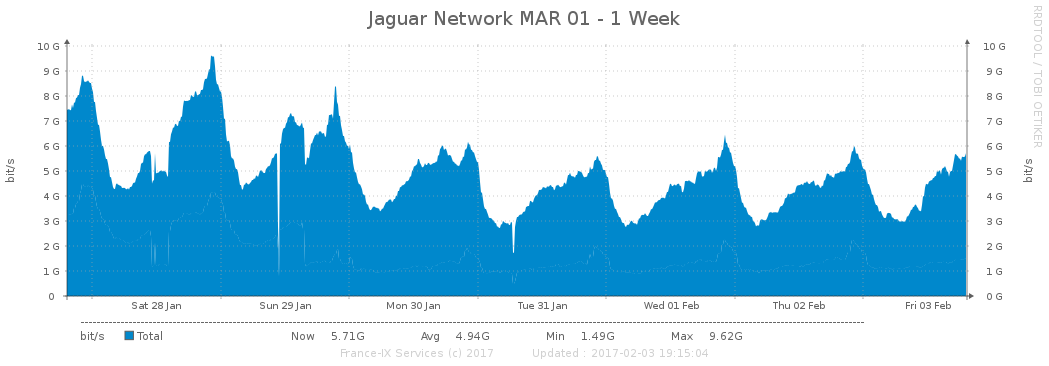 Jaguar Network MAR 01 - 1 Week
RRDTOOL / TOBI OETIKER
10 G 10 G
9 G 9 G
8 G 8 G
7 G 7 G
6 G 6 G
5 G 5 G
4 G 4 G
3 G 3 G
2 G 2 G
1 G 1 G
0 0 G
bit/s
bit/s
Sat 28 Jan Sun 29 Jan Mon 30 Jan Tue 31 Jan Wed 01 Feb Thu 02 Feb Fri 03 Feb
bit/s Total Now 5.71G Avg 4.94G Min 1.49G Max 9.62G
France-IX Services (c) 2017 Updated : 2017-02-03 19:15:04